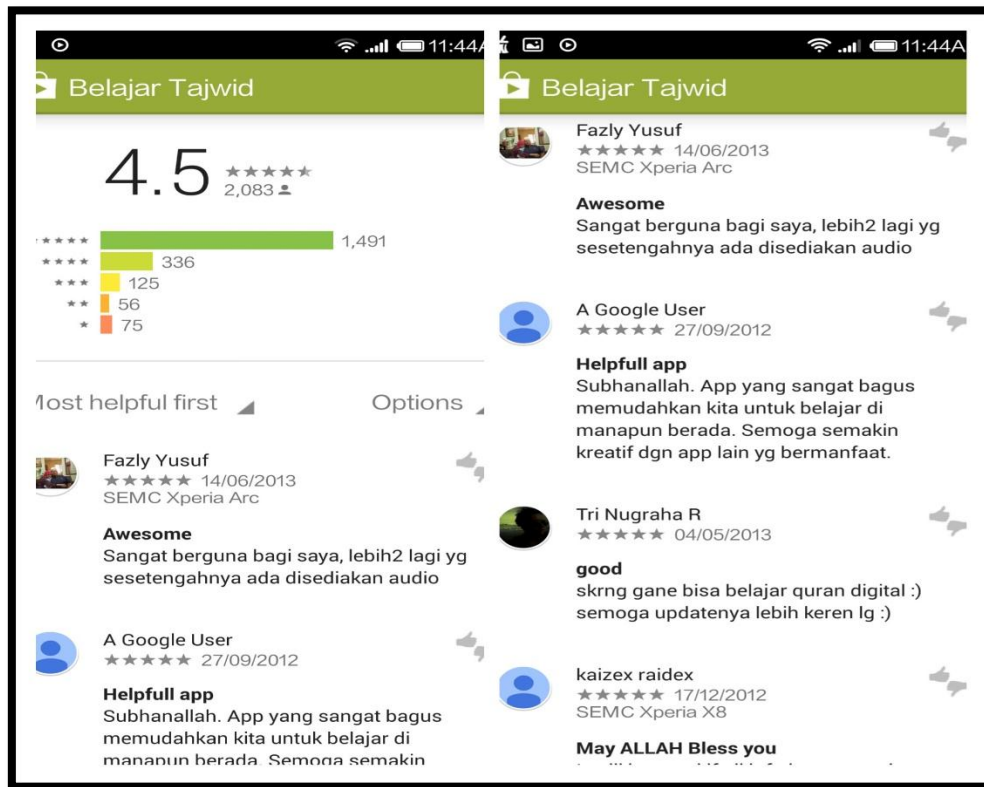 11:44A
Belajar Tajwid
4.5 ★★★★★
2,083
★★★★ 1,491
★★★★ 336
★★★ 125
★★ 56
★ 75
Most helpful first
Options
Fazly Yusuf
★★★★★ 14/06/2013
SEMC Xperia Arc
Awesome
Sangat berguna bagi saya, lebih2 lagi yg
sesetengahnya ada disediakan audio
A Google User
★★★★★ 27/09/2012
Helpfull app
Subhanallah. App yang sangat bagus
memudahkan kita untuk belajar di
manapun berada. Semoga semakin
11:44A
Belajar Tajwid
Fazly Yusuf
★★★★★ 14/06/2013
SEMC Xperia Arc
Awesome
Sangat berguna bagi saya, lebih2 lagi yg
sesetengahnya ada disediakan audio
A Google User
★★★★★ 27/09/2012
Helpfull app
Subhanallah. App yang sangat bagus
memudahkan kita untuk belajar di
manapun berada. Semoga semakin
kreatif dgn app lain yg bermanfaat.
Tri Nugraha R
★★★★★ 04/05/2013
good
skrng gane bisa belajar quran digital :)
semoga updatenya lebih keren lg :)
kaizex raidex
★★★★★ 17/12/2012
SEMC Xperia X8
May ALLAH Bless you